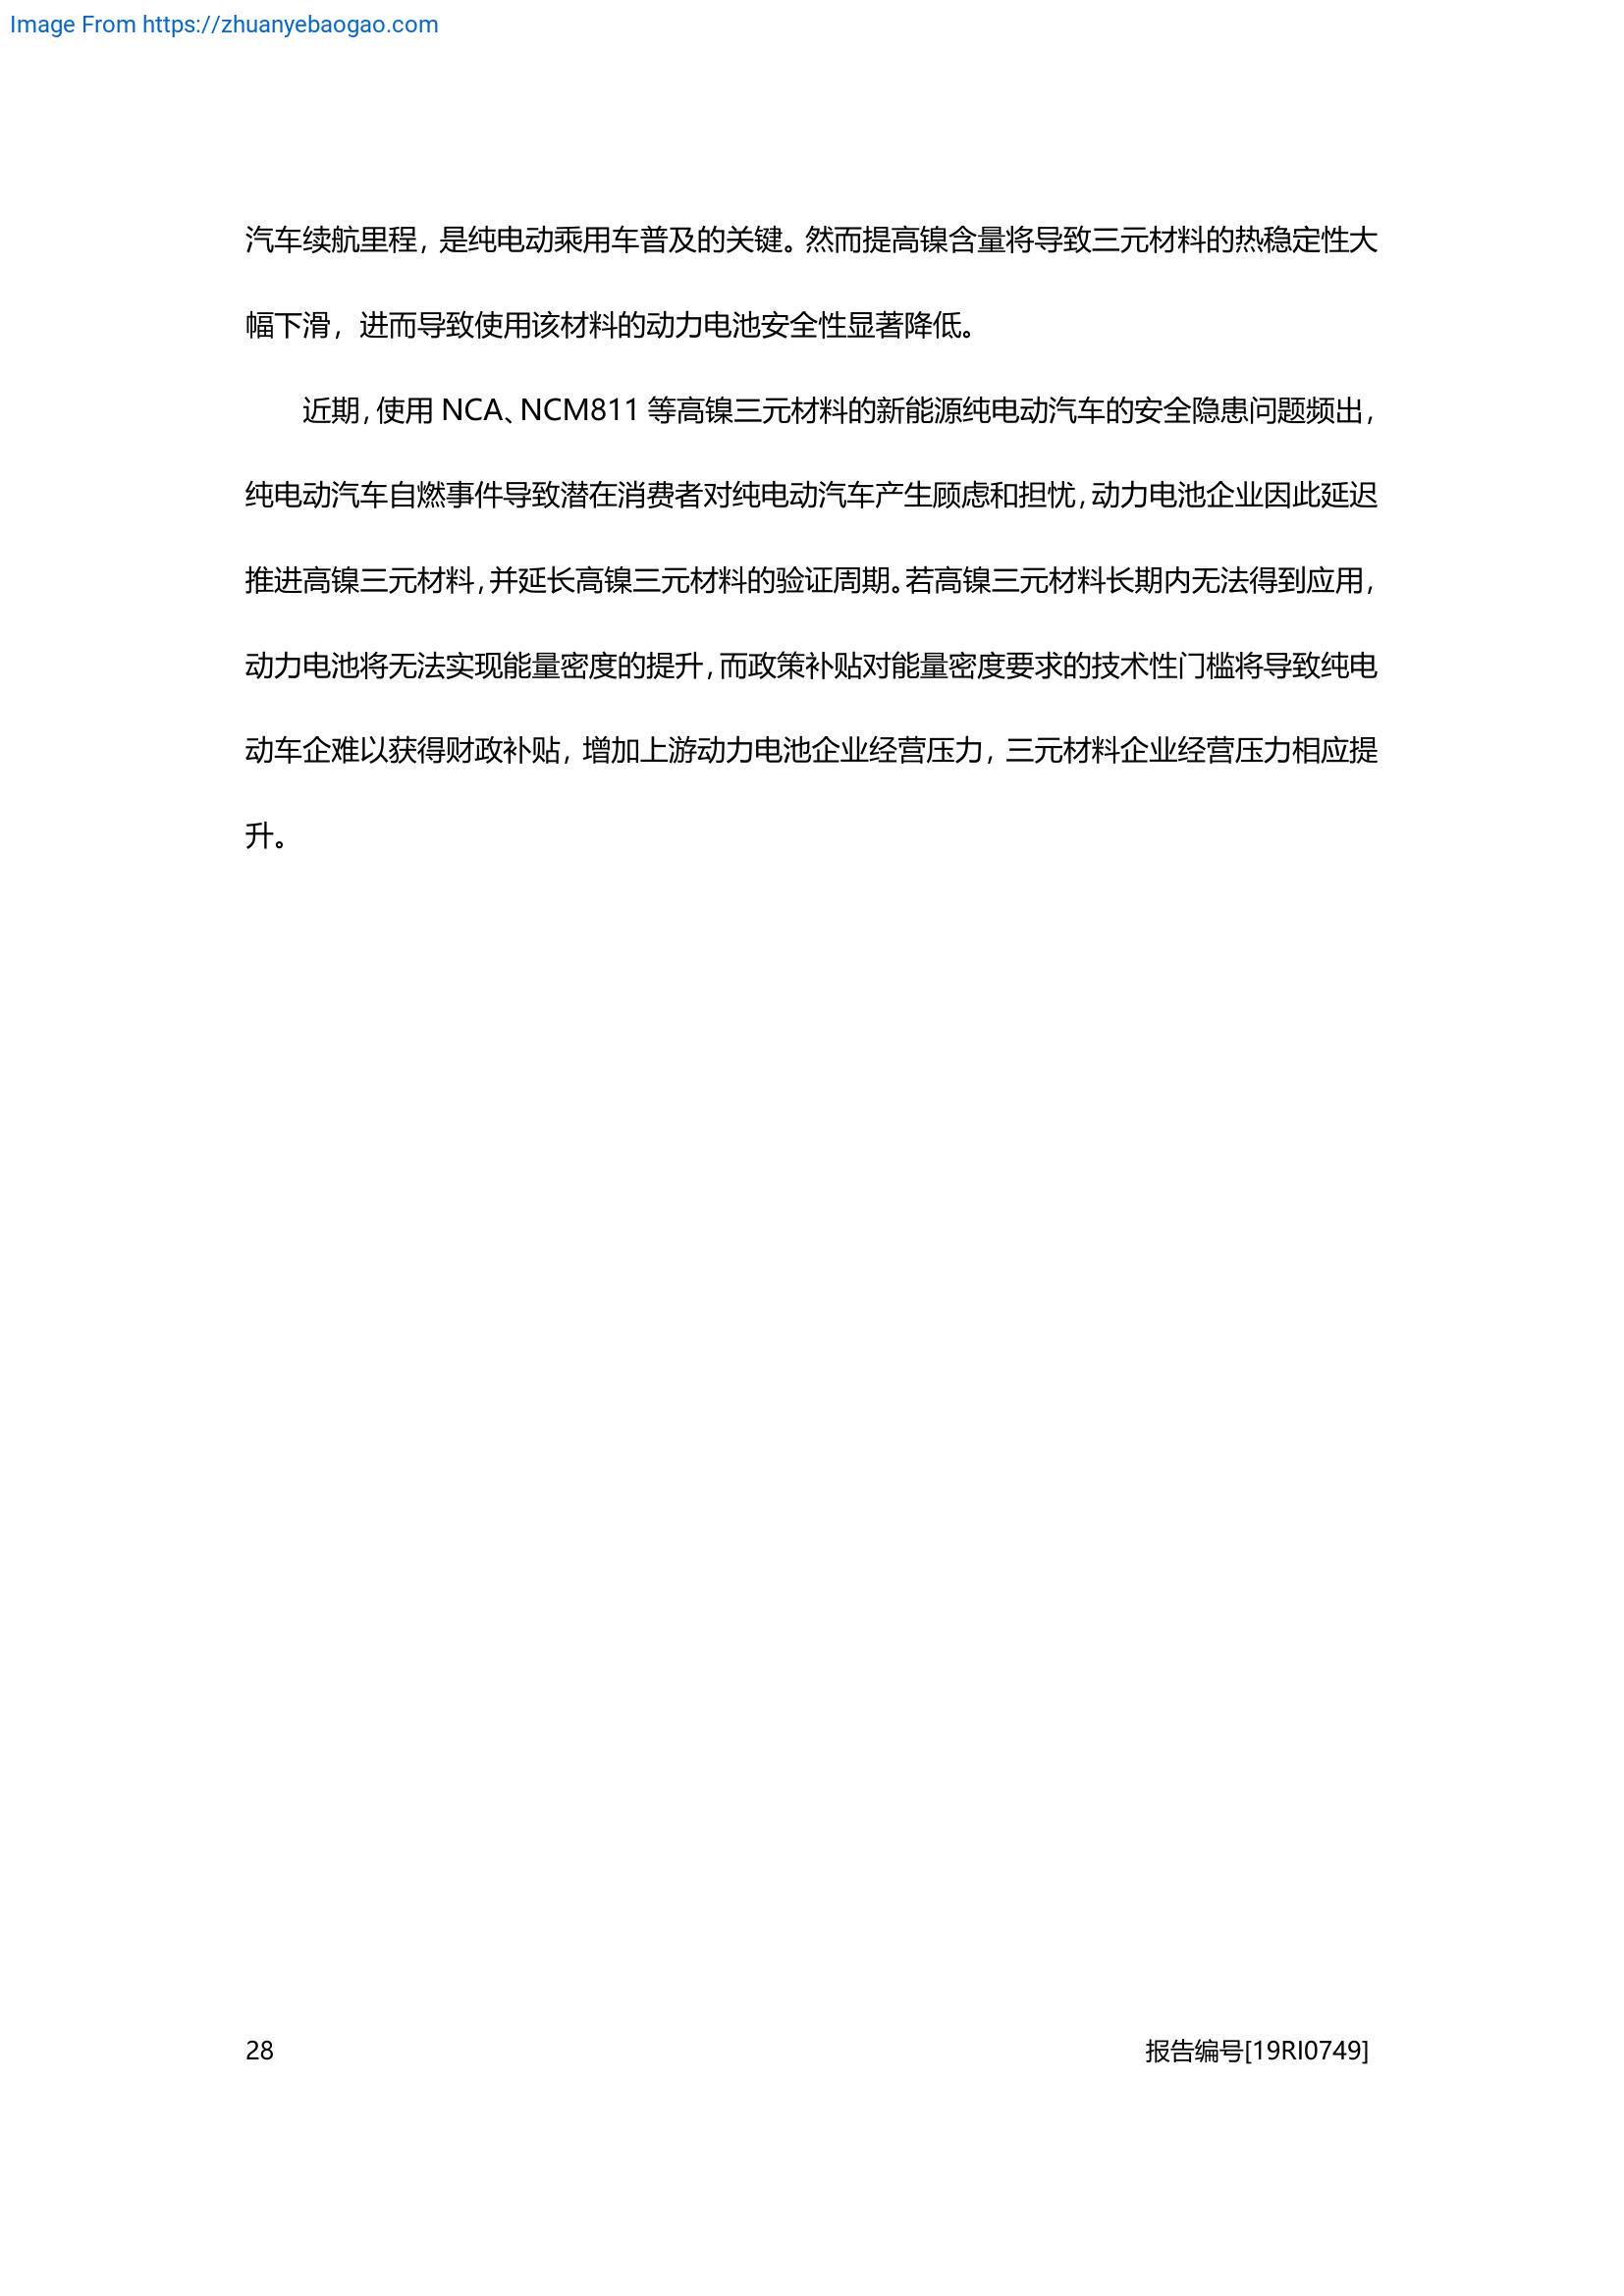 Image From https://zhuanyebaogao.com
汽车续航里程，是纯电动乘用车普及的关键。然而提高镍含量将导致三元材料的热稳定性大
幅下滑，进而导致使用该材料的动力电池安全性显著降低。
近期，使用 NCA、NCM811 等高镍三元材料的新能源纯电动汽车的安全隐患问题频出，
纯电动汽车自燃事件导致潜在消费者对纯电动汽车产生顾虑和担忧，动力电池企业因此延迟
推进高镍三元材料，并延长高镍三元材料的验证周期。若高镍三元材料长期内无法得到应用，
动力电池将无法实现能量密度的提升，而政策补贴对能量密度要求的技术性门槛将导致纯电
动车企难以获得财政补贴，增加上游动力电池企业经营压力，三元材料企业经营压力相应提
升。
28 报告编号[19RI0749]